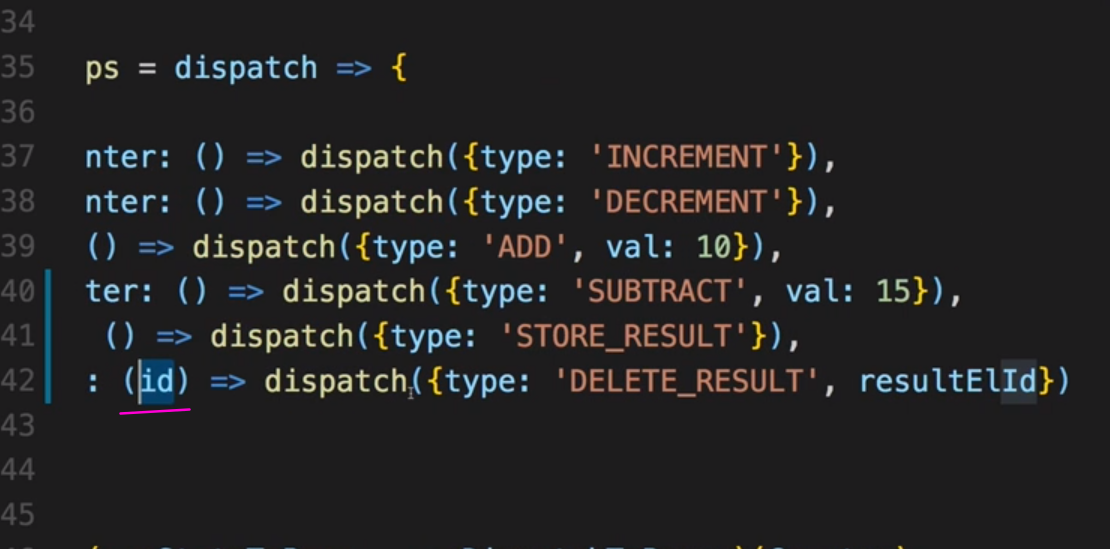 34
35 ps = dispatch => {
36
37 nter: () => dispatch({type: 'INCREMENT'}),
38 nter: () => dispatch({type: 'DECREMENT'}),
39 () => dispatch({type: 'ADD', val: 10}),
40 ter: () => dispatch({type: 'SUBTRACT', val: 15}),
41 () => dispatch({type: 'STORE_RESULT'}),
42 : (id) => dispatch({type: 'DELETE_RESULT', resultElId})
43
44
45